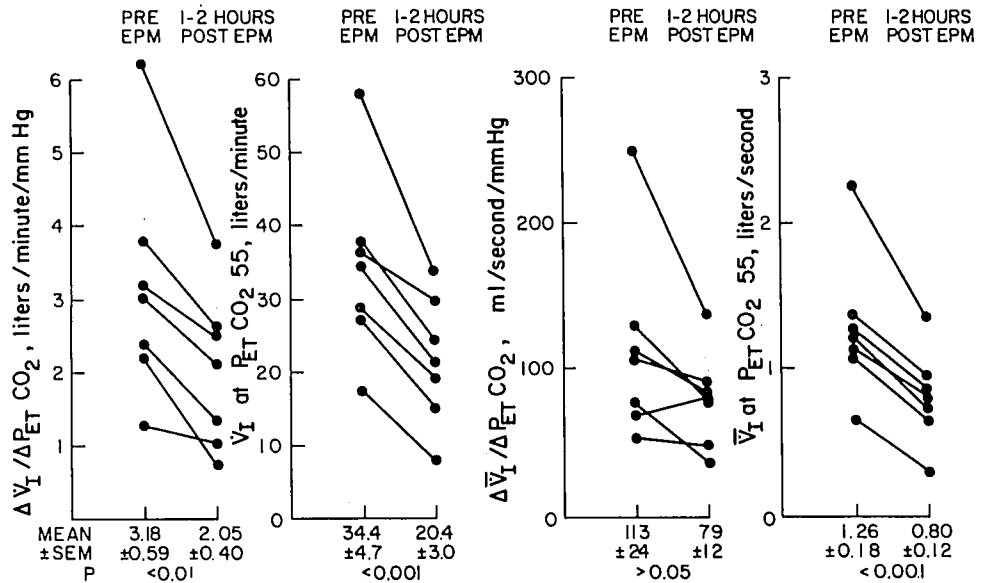 PRE 1-2 HOURS
EPM POST EPM
PRE 1-2 HOURS
EPM POST EPM
PRE 1-2 HOURS
EPM POST EPM
PRE 1-2 HOURS
EPM POST EPM
ΔV̇I/ΔPET CO2, liters/minute/mm Hg
6
5
4
3
2
1
V̇I at PET CO2 55, liters/minute
60
50
40
30
20
10
0
ΔV̇̅I/ΔPET CO2, ml/second/mmHg
300
200
100
0
V̇̅I at PET CO2 55, liters/second
3
2
1
0
MEAN 3.18 2.05 34.4 20.4 113 79 1.26 0.80
±SEM ±0.59 ±0.40 ±4.7 ±3.0 ±24 ±12 ±0.18 ±0.12
P <0.01 <0.001 >0.05 <0.001